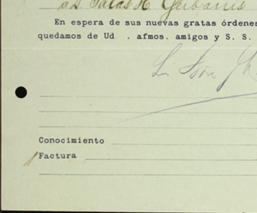 En espera de sus nuevas gratas órdenes
quedamos de Ud . afmos. amigos y S. S.
Conocimiento
Factura